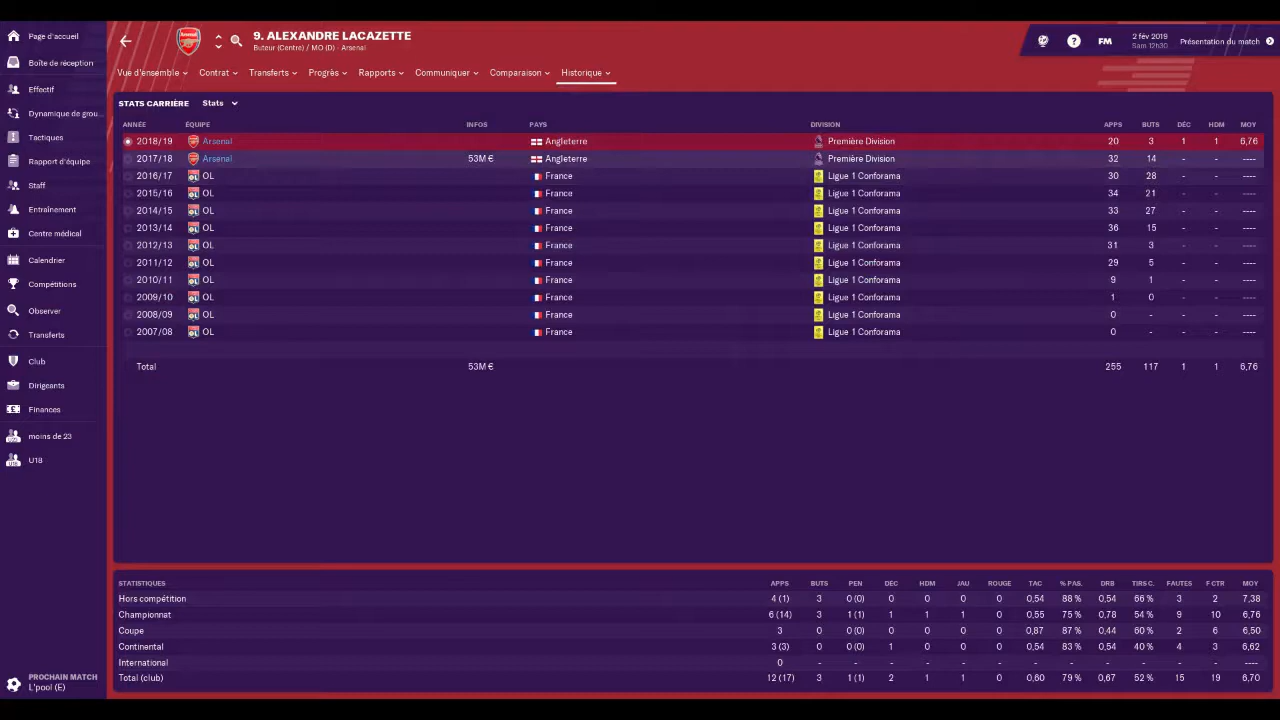 Page d'accueil
Boîte de réception
Effectif
Dynamique de grou...
Tactiques
Rapport d'équipe
Staff
Entraînement
Centre médical
Calendrier
Compétitions
Observer
Transferts
Club
Dirigeants
Finances
moins de 23
U18
PROCHAIN MATCH
L'pool (E)
9. ALEXANDRE LACAZETTE
Buteur (Centre) / MO (D) - Arsenal
FM
2 fév 2019
Sam 12h30
Présentation du match
Vue d'ensemble Contrat Transferts Progrès Rapports Communiquer Comparaison Historique
STATS CARRIÈRE Stats
ANNÉE ÉQUIPE INFOS PAYS DIVISION APPS BUTS DÉC HDM MOY
2018/19 Arsenal Angleterre Première Division 20 3 1 1 6,76
2017/18 Arsenal 53M € Angleterre Première Division 32 14 - - ----
2016/17 OL France Ligue 1 Conforama 30 28 - - ----
2015/16 OL France Ligue 1 Conforama 34 21 - - ----
2014/15 OL France Ligue 1 Conforama 33 27 - - ----
2013/14 OL France Ligue 1 Conforama 36 15 - - ----
2012/13 OL France Ligue 1 Conforama 31 3 - - ----
2011/12 OL France Ligue 1 Conforama 29 5 - - ----
2010/11 OL France Ligue 1 Conforama 9 1 - - ----
2009/10 OL France Ligue 1 Conforama 1 0 - - ----
2008/09 OL France Ligue 1 Conforama 0 - - - ----
2007/08 OL France Ligue 1 Conforama 0 - - - ----
Total 53M € 255 117 1 1 6,76
STATISTIQUES APPS BUTS PEN DÉC HDM JAU ROUGE TAC % PAS. DRB TIRS C. FAUTES F CTR MOY
Hors compétition 4 (1) 3 0 (0) 0 0 0 0 0,54 88 % 0,54 66 % 3 2 7,38
Championnat 6 (14) 3 1 (1) 1 1 1 0 0,55 75 % 0,78 54 % 9 10 6,76
Coupe 3 0 0 (0) 0 0 0 0 0,87 87 % 0,44 60 % 2 6 6,50
Continental 3 (3) 0 0 (0) 1 0 0 0 0,54 83 % 0,54 40 % 4 3 6,62
International 0 - - - - - - - - - - - - ----
Total (club) 12 (17) 3 1 (1) 2 1 1 0 0,60 79 % 0,67 52 % 15 19 6,70